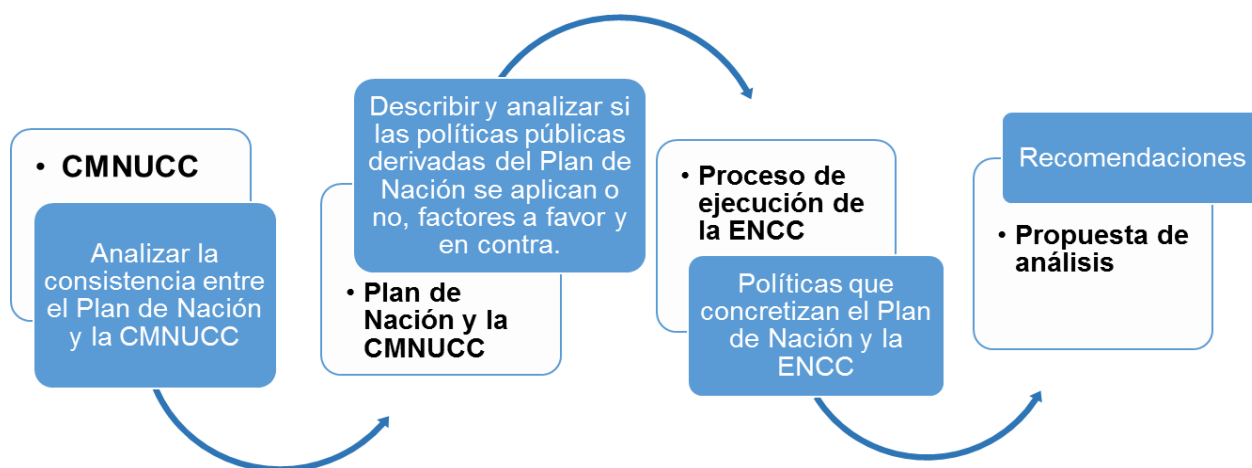 • CMNUCC
Analizar la
consistencia entre
el Plan de Nación
y la CMNUCC
Describir y analizar si
las políticas públicas
derivadas del Plan de
Nación se aplican o
no, factores a favor y
en contra.
• Plan de
Nación y la
CMNUCC
• Proceso de
ejecución de
la ENCC
Políticas que
concretizan el Plan
de Nación y la
ENCC
Recomendaciones
• Propuesta de
análisis